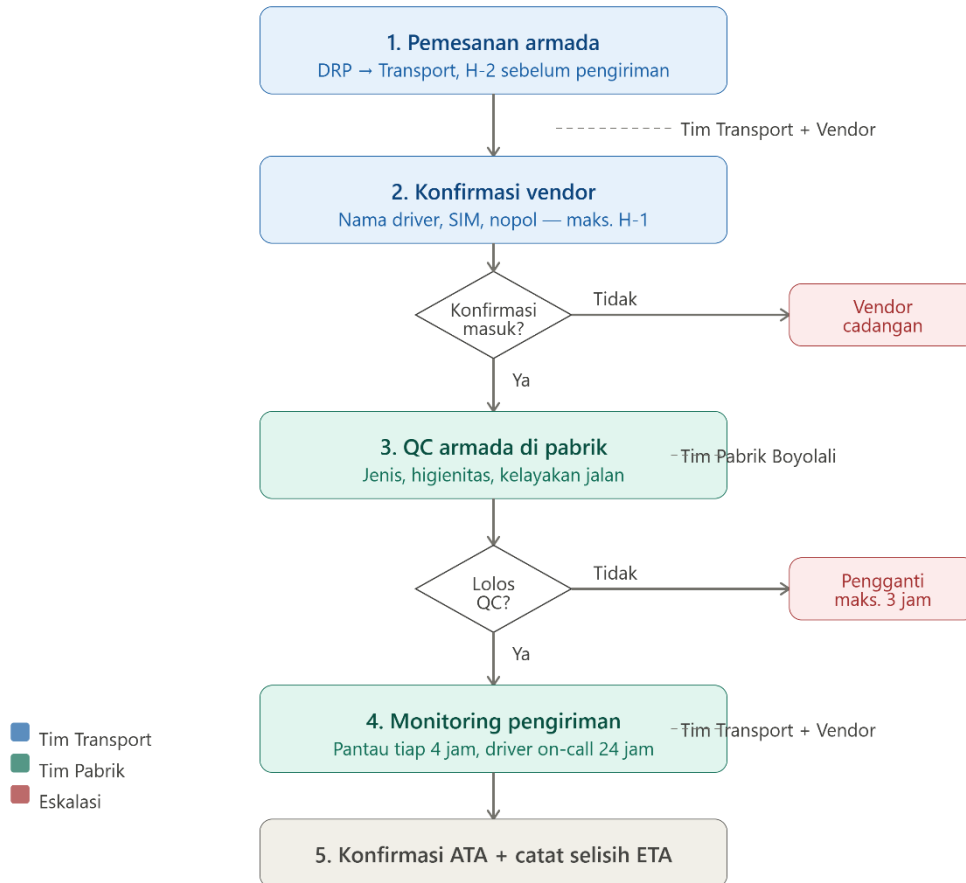 1. Pemesanan armada
DRP → Transport, H-2 sebelum pengiriman
Tim Transport + Vendor
2. Konfirmasi vendor
Nama driver, SIM, nopol — maks. H-1
Konfirmasi
masuk?
Tidak
Vendor
cadangan
Ya
3. QC armada di pabrik
Jenis, higienitas, kelayakan jalan
Tim Pabrik Boyolali
Lolos
QC?
Tidak
Pengganti
maks. 3 jam
Ya
4. Monitoring pengiriman
Pantau tiap 4 jam, driver on-call 24 jam
Tim Transport + Vendor
Tim Transport
Tim Pabrik
Eskalasi
5. Konfirmasi ATA + catat selisih ETA